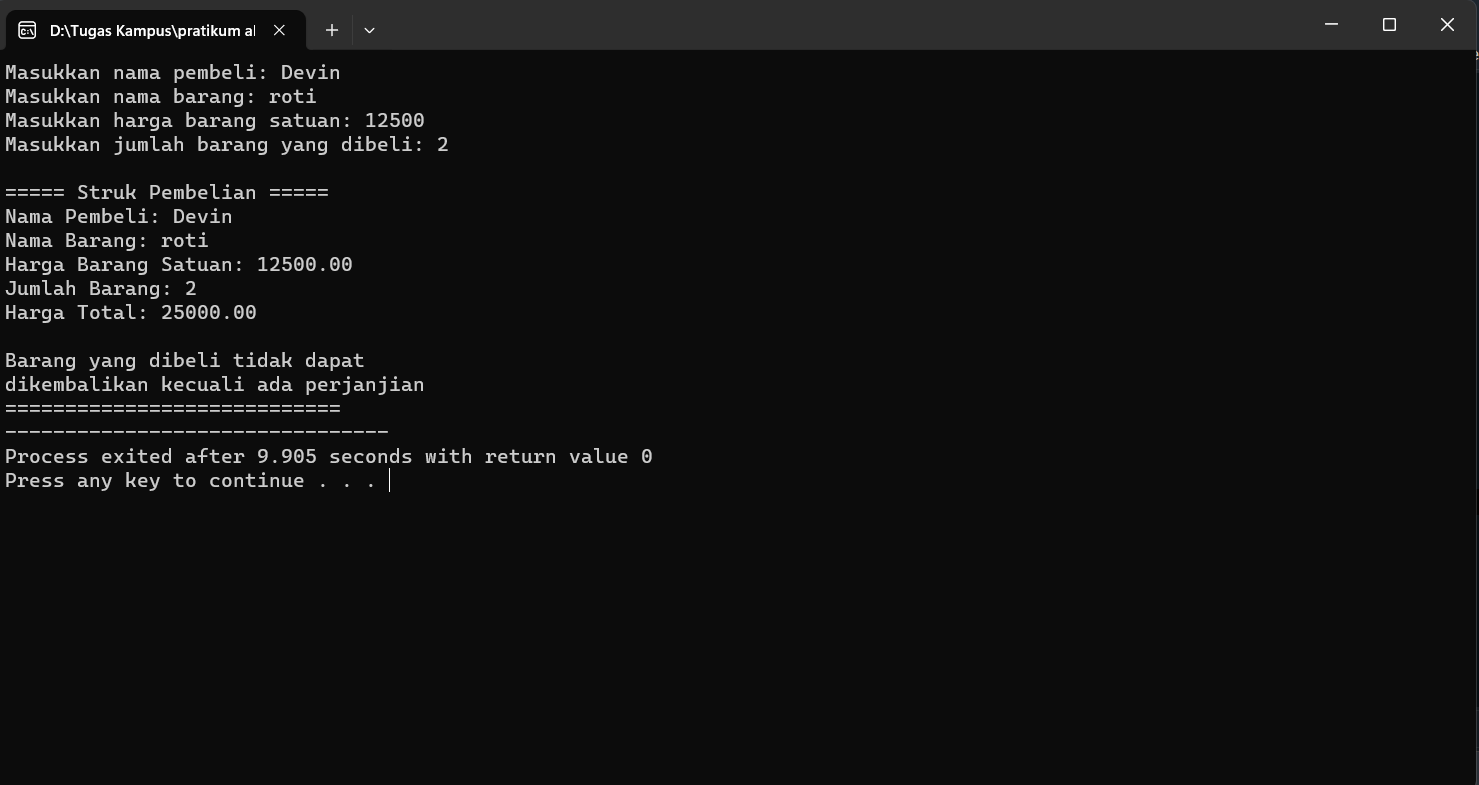 D:\Tugas Kampus\pratikum al
Masukkan nama pembeli: Devin
Masukkan nama barang: roti
Masukkan harga barang satuan: 12500
Masukkan jumlah barang yang dibeli: 2
===== Struk Pembelian =====
Nama Pembeli: Devin
Nama Barang: roti
Harga Barang Satuan: 12500.00
Jumlah Barang: 2
Harga Total: 25000.00
Barang yang dibeli tidak dapat
dikembalikan kecuali ada perjanjian
============================
--------------------------------
Process exited after 9.905 seconds with return value 0
Press any key to continue . . .